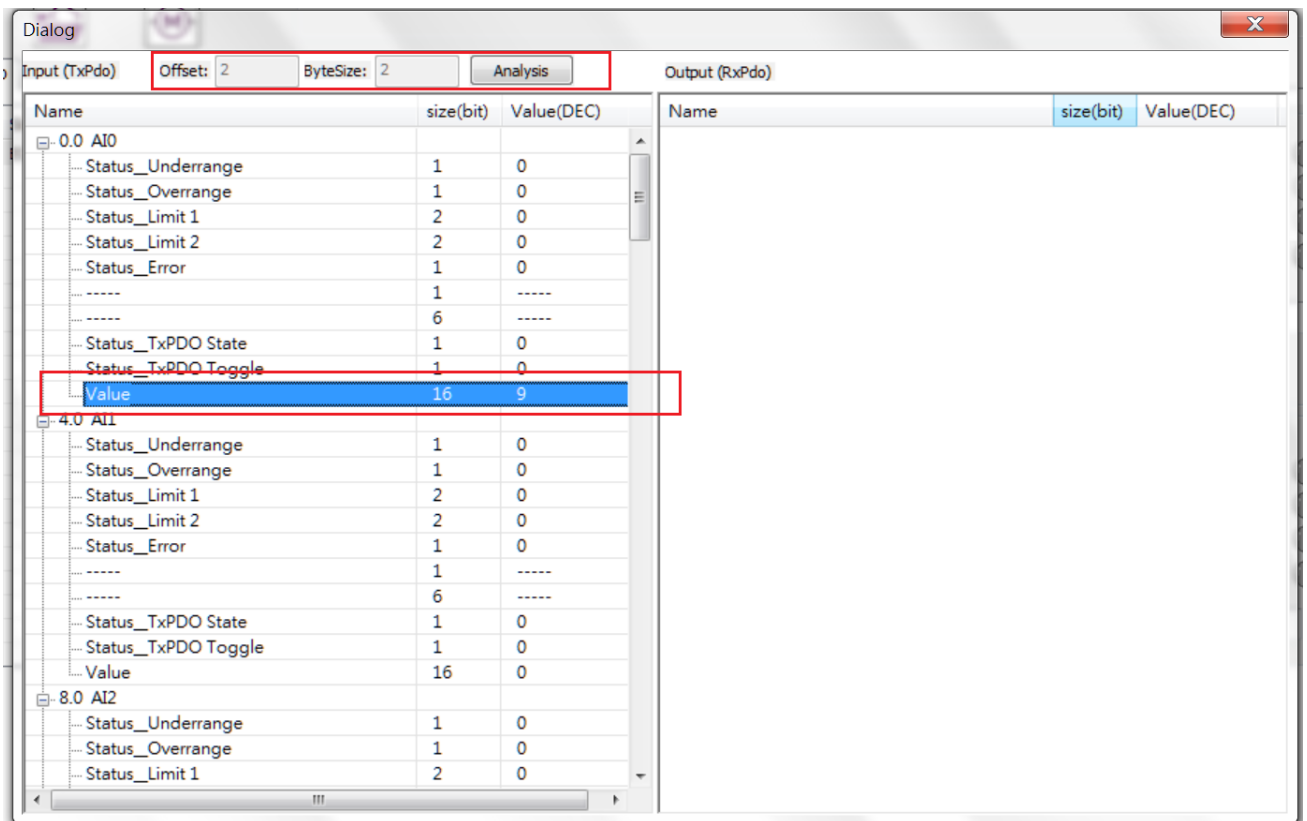 Dialog
Input (TxPdo) Offset: 2 ByteSize: 2 Analysis Output (RxPdo)
Name size(bit) Value(DEC) Name size(bit) Value(DEC)
0.0 AI0
Status__Underrange 1 0
Status__Overrange 1 0
Status__Limit 1 2 0
Status__Limit 2 2 0
Status__Error 1 0
----- 1 -----
----- 6 -----
Status__TxPDO State 1 0
Status__TxPDO Toggle 1 0
Value 16 9
4.0 AI1
Status__Underrange 1 0
Status__Overrange 1 0
Status__Limit 1 2 0
Status__Limit 2 2 0
Status__Error 1 0
----- 1 -----
----- 6 -----
Status__TxPDO State 1 0
Status__TxPDO Toggle 1 0
Value 16 0
8.0 AI2
Status__Underrange 1 0
Status__Overrange 1 0
Status__Limit 1 2 0